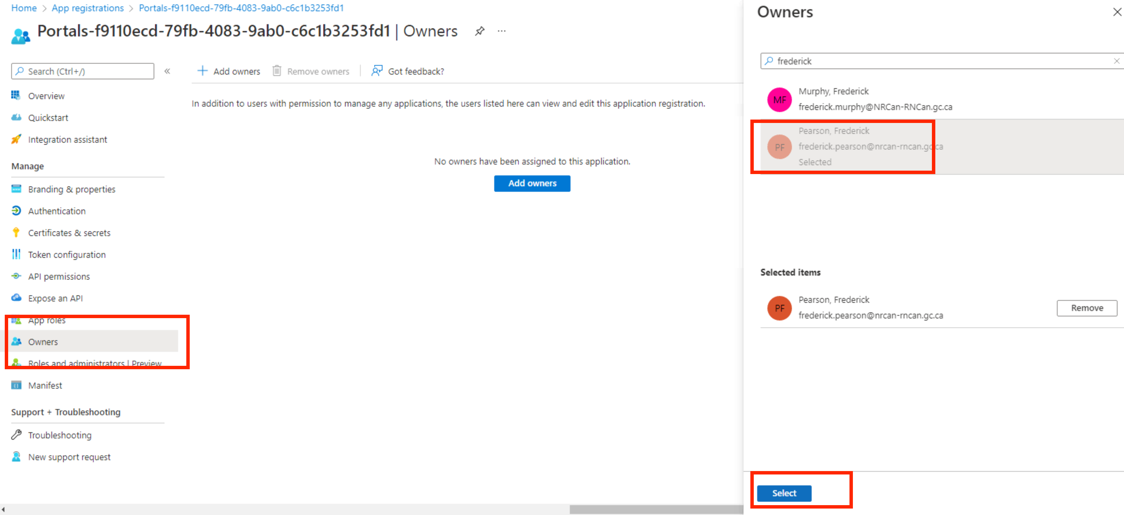 Home > App registrations > Portals-f9110ecd-79fb-4083-9ab0-c6c1b3253fd1
Portals-f9110ecd-79fb-4083-9ab0-c6c1b3253fd1 | Owners
Search (Ctrl+/)
Overview
Quickstart
Integration assistant
Manage
Branding & properties
Authentication
Certificates & secrets
Token configuration
API permissions
Expose an API
App roles
Owners
Roles and administrators | Preview
Manifest
Support + Troubleshooting
Troubleshooting
New support request
Add owners
Remove owners
Got feedback?
In addition to users with permission to manage any applications, the users listed here can view and edit this application registration.
No owners have been assigned to this application.
Add owners
Owners
frederick
MF
Murphy, Frederick
frederick.murphy@NRCan-RNCan.gc.ca
PF
Pearson, Frederick
frederick.pearson@nrcan-rncan.gc.ca
Selected
Selected items
PF
Pearson, Frederick
frederick.pearson@nrcan-rncan.gc.ca
Remove
Select